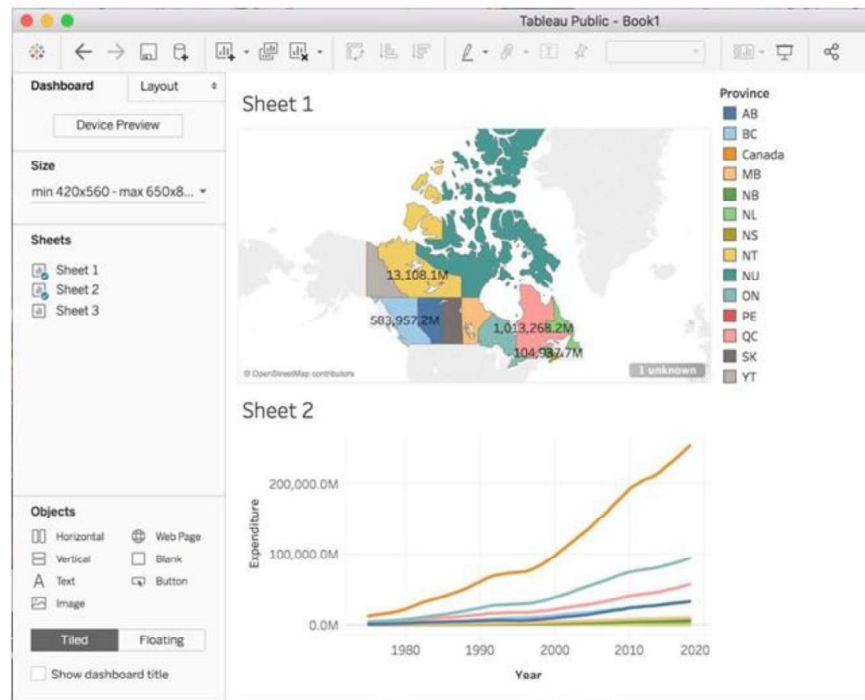 Tableau Public - Book1
Dashboard Layout
Device Preview
Size
min 420x560 - max 650x8...
Sheets
Sheet 1
Sheet 2
Sheet 3
Objects
Horizontal Web Page
Vertical Blank
A Text Button
Image
Tiled Floating
Show dashboard title
Sheet 1
13,108.1M
583,957.2M
1,013,268.2M
104,937.7M
© OpenStreetMap contributors
1 unknown
Province
AB
BC
Canada
MB
NB
NL
NS
NT
NU
ON
PE
QC
SK
YT
Sheet 2
Expenditure
200,000.0M
100,000.0M
0.0M
1980 1990 2000 2010 2020
Year